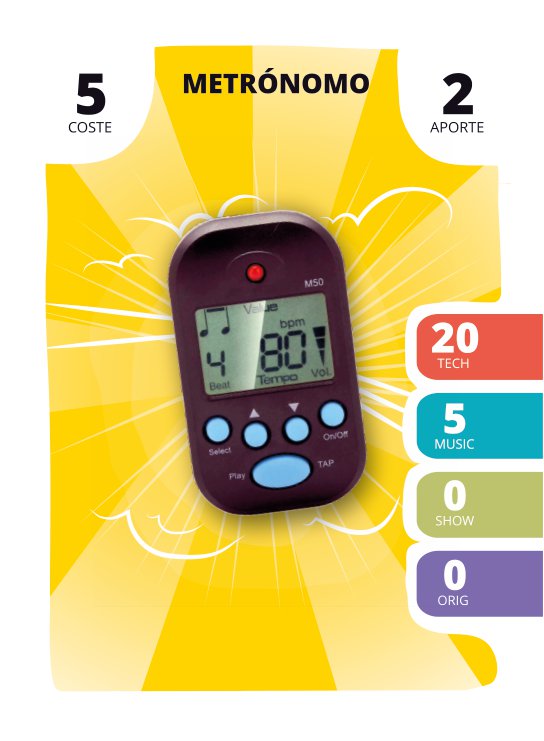 METRÓNOMO
5
COSTE
2
APORTE
M50
Value
bpm
4
80
Beat
Tempo
Vol.
Select
On/Off
Play
TAP
20
TECH
5
MUSIC
0
SHOW
0
ORIG